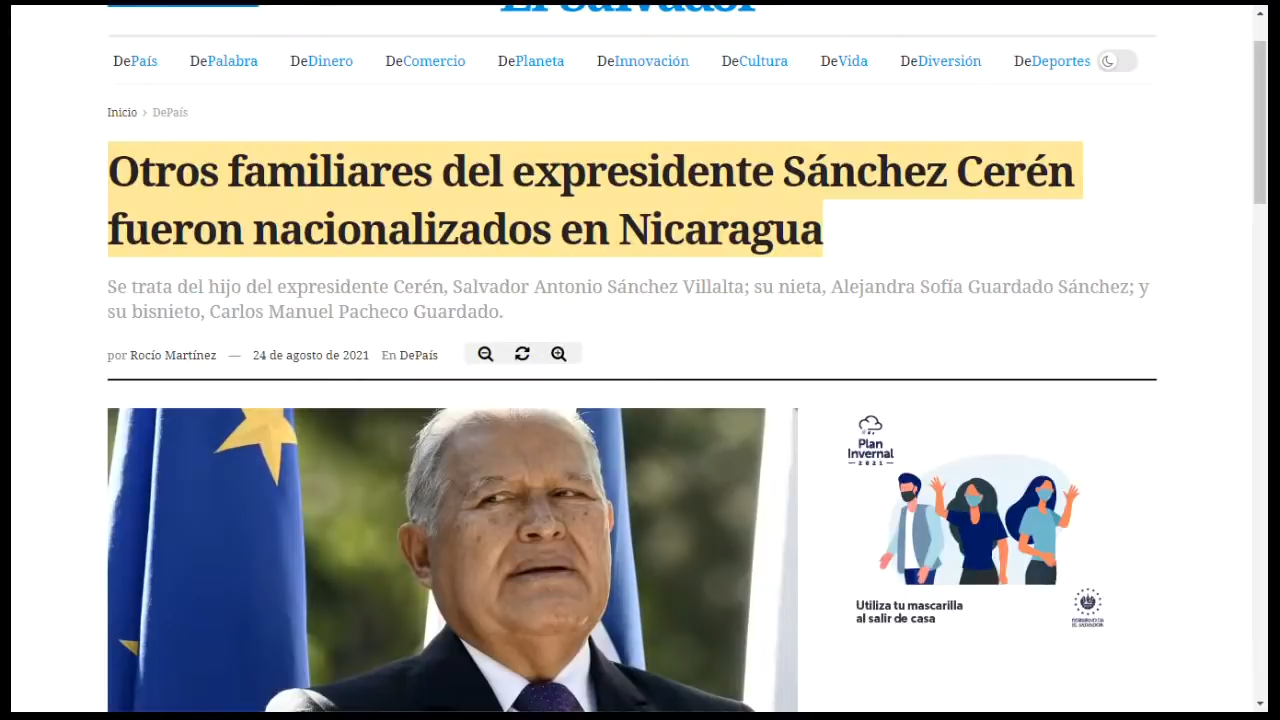 El Salvador
DePaís DePalabra DeDinero DeComercio DePlaneta DeInnovación DeCultura DeVida DeDiversión DeDeportes
Inicio › DePaís
Otros familiares del expresidente Sánchez Cerén
fueron nacionalizados en Nicaragua
Se trata del hijo del expresidente Cerén, Salvador Antonio Sánchez Villalta; su nieta, Alejandra Sofía Guardado Sánchez; y
su bisnieto, Carlos Manuel Pacheco Guardado.
por Rocío Martínez — 24 de agosto de 2021 En DePaís
Plan
Invernal
2021
Utiliza tu mascarilla
al salir de casa
GOBIERNO DE
EL SALVADOR